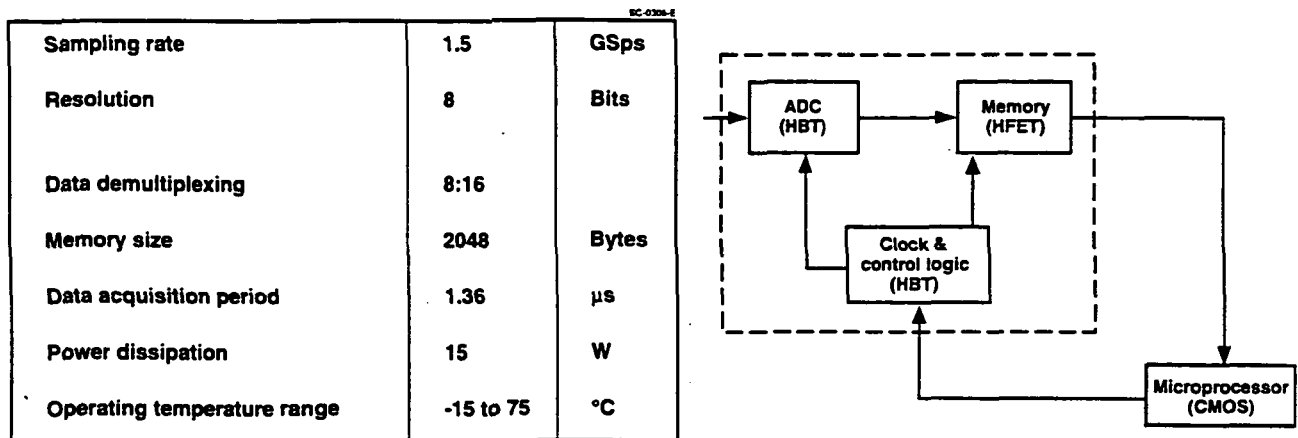 EC-0306-E
Sampling rate 1.5 GSps
Resolution 8 Bits
Data demultiplexing 8:16
Memory size 2048 Bytes
Data acquisition period 1.36 µs
Power dissipation 15 W
Operating temperature range -15 to 75 °C
ADC
(HBT)
Memory
(HFET)
Clock &
control logic
(HBT)
Microprocessor
(CMOS)